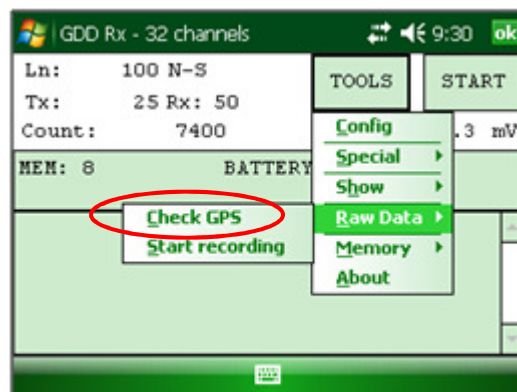 GDD Rx - 32 channels 9:30 ok
Ln: 100 N-S
Tx: 25 Rx: 50
Count: 7400
TOOLS START
.3 mV
MEM: 8 BATTERY
Config
Special
Show
Raw Data
Memory
About
Check GPS
Start recording